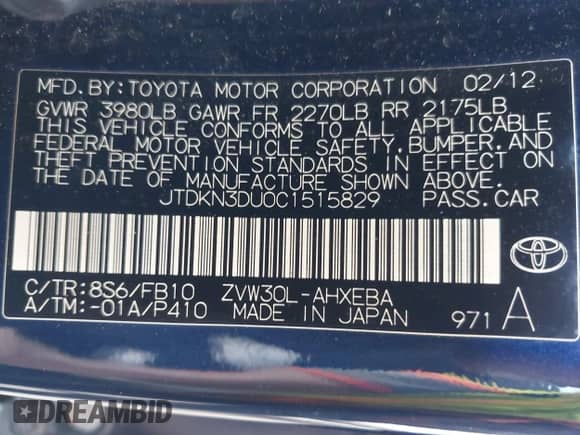 MFD. BY: TOYOTA MOTOR CORPORATION 02/12
GVWR 3980LB GAWR FR 2270LB RR 2175LB
THIS VEHICLE CONFORMS TO ALL APPLICABLE
FEDERAL MOTOR VEHICLE SAFETY, BUMPER, AND
THEFT PREVENTION STANDARDS IN EFFECT ON
THE DATE OF MANUFACTURE SHOWN ABOVE.
JTDKN3DU0C1515829 PASS. CAR
C/TR: 8S6/FB10 ZVW30L-AHXEBA
A/TM: -01A/P410 MADE IN JAPAN 971 A
TOYOTA
DREAMBID